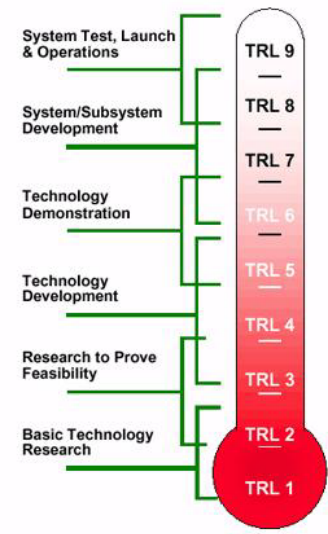 System Test, Launch
& Operations
TRL 9
TRL 8
System/Subsystem
Development
TRL 7
Technology
Demonstration
TRL 6
TRL 5
Technology
Development
TRL 4
Research to Prove
Feasibility
TRL 3
Basic Technology
Research
TRL 2
TRL 1